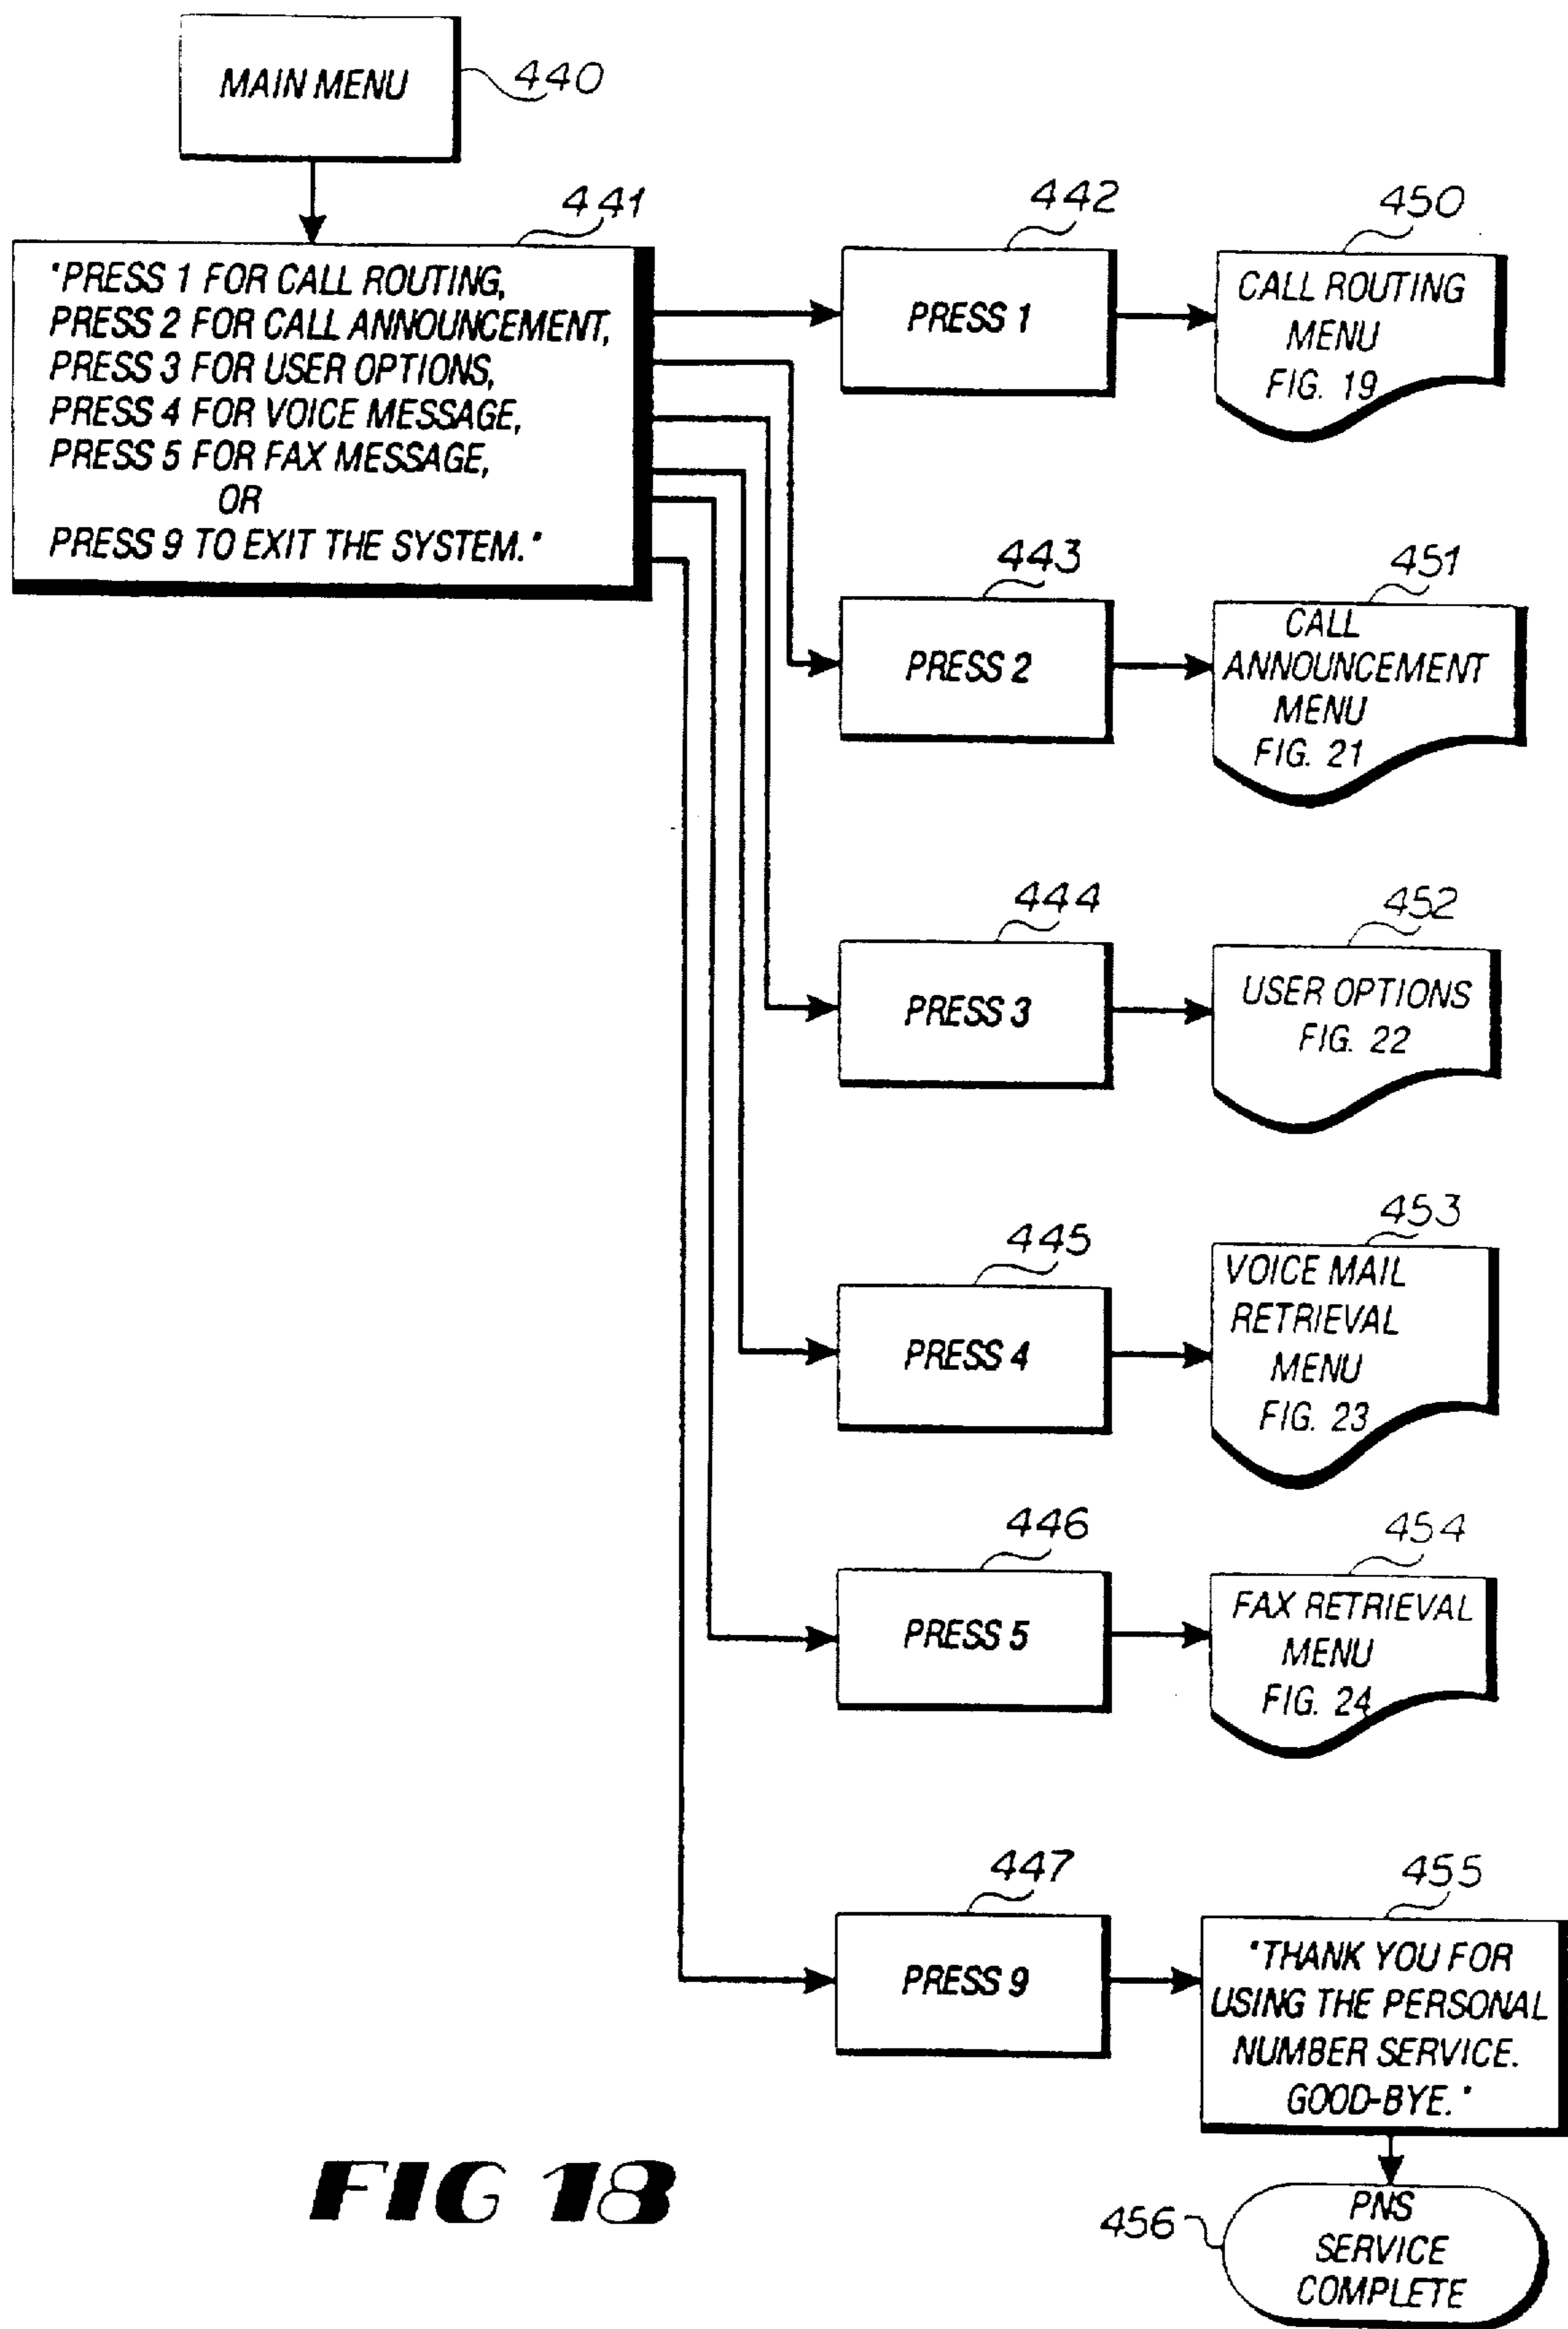 MAIN MENU
440
441
"PRESS 1 FOR CALL ROUTING,
PRESS 2 FOR CALL ANNOUNCEMENT,
PRESS 3 FOR USER OPTIONS,
PRESS 4 FOR VOICE MESSAGE,
PRESS 5 FOR FAX MESSAGE,
OR
PRESS 9 TO EXIT THE SYSTEM."
442
PRESS 1
450
CALL ROUTING
MENU
FIG. 19
443
PRESS 2
451
CALL
ANNOUNCEMENT
MENU
FIG. 21
444
PRESS 3
452
USER OPTIONS
FIG. 22
445
PRESS 4
453
VOICE MAIL
RETRIEVAL
MENU
FIG. 23
446
PRESS 5
454
FAX RETRIEVAL
MENU
FIG. 24
447
PRESS 9
455
"THANK YOU FOR
USING THE PERSONAL
NUMBER SERVICE.
GOOD-BYE."
456
PNS
SERVICE
COMPLETE
FIG 18